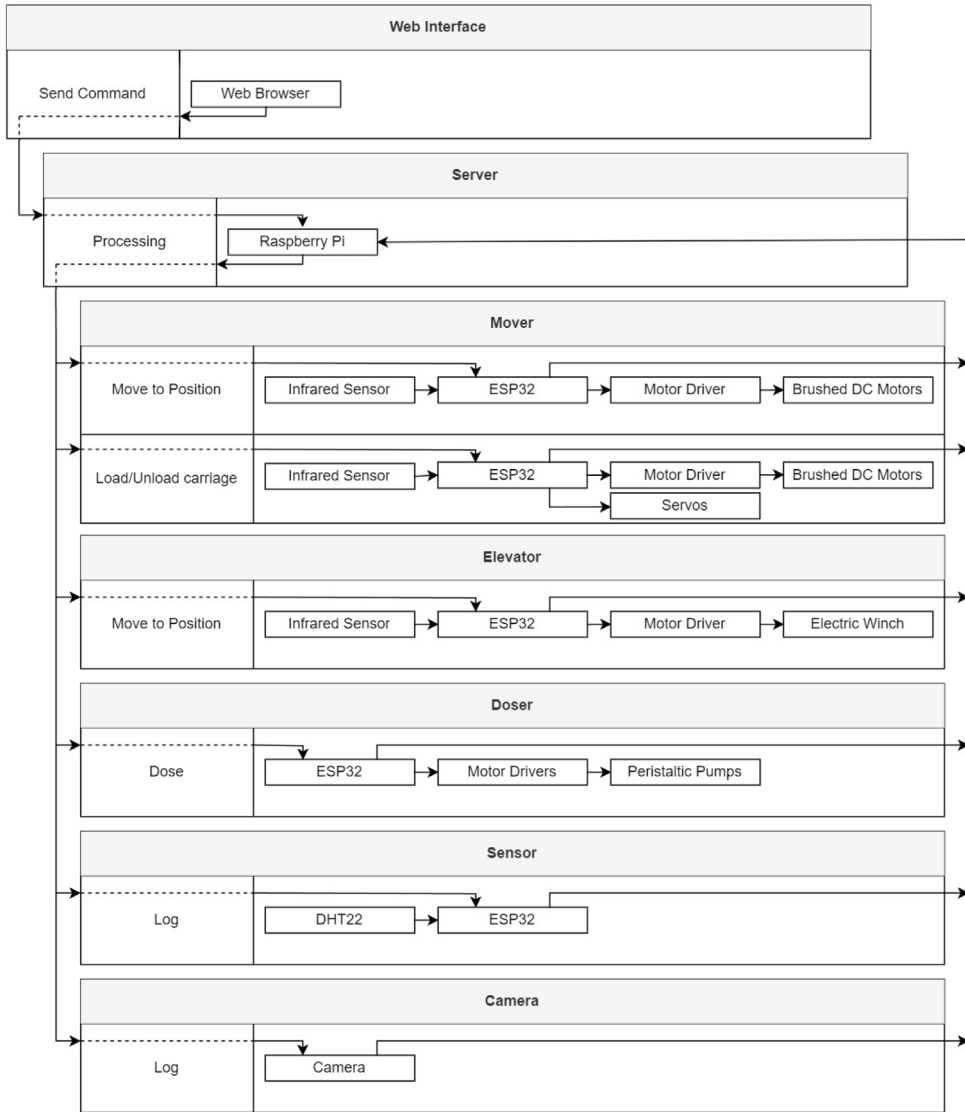 Web Interface
Send Command
Web Browser
Server
Processing
Raspberry Pi
Mover
Move to Position
Infrared Sensor
ESP32
Motor Driver
Brushed DC Motors
Load/Unload carriage
Infrared Sensor
ESP32
Motor Driver
Brushed DC Motors
Servos
Elevator
Move to Position
Infrared Sensor
ESP32
Motor Driver
Electric Winch
Doser
Dose
ESP32
Motor Drivers
Peristaltic Pumps
Sensor
Log
DHT22
ESP32
Camera
Log
Camera